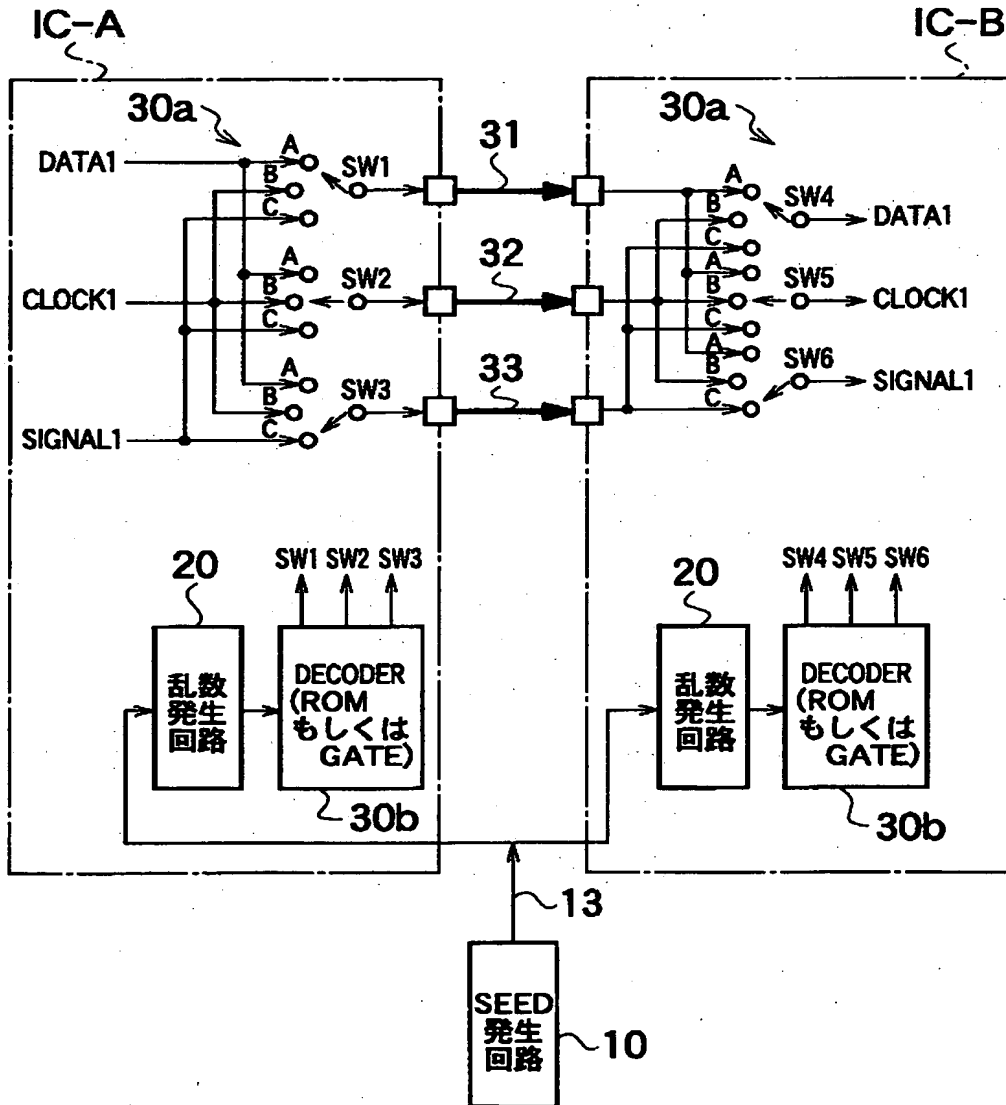 IC-A
IC-B
30a
30a
DATA1
A
B
C
SW1
31
A
B
C
SW4
DATA1
CLOCK1
A
B
C
SW2
32
A
B
C
SW5
CLOCK1
SIGNAL1
A
B
C
SW3
33
A
B
C
SW6
SIGNAL1
SW1 SW2 SW3
SW4 SW5 SW6
20
乱数
発生
回路
DECODER
(ROM
もしくは
GATE)
30b
20
乱数
発生
回路
DECODER
(ROM
もしくは
GATE)
30b
13
SEED
発生
回路
10